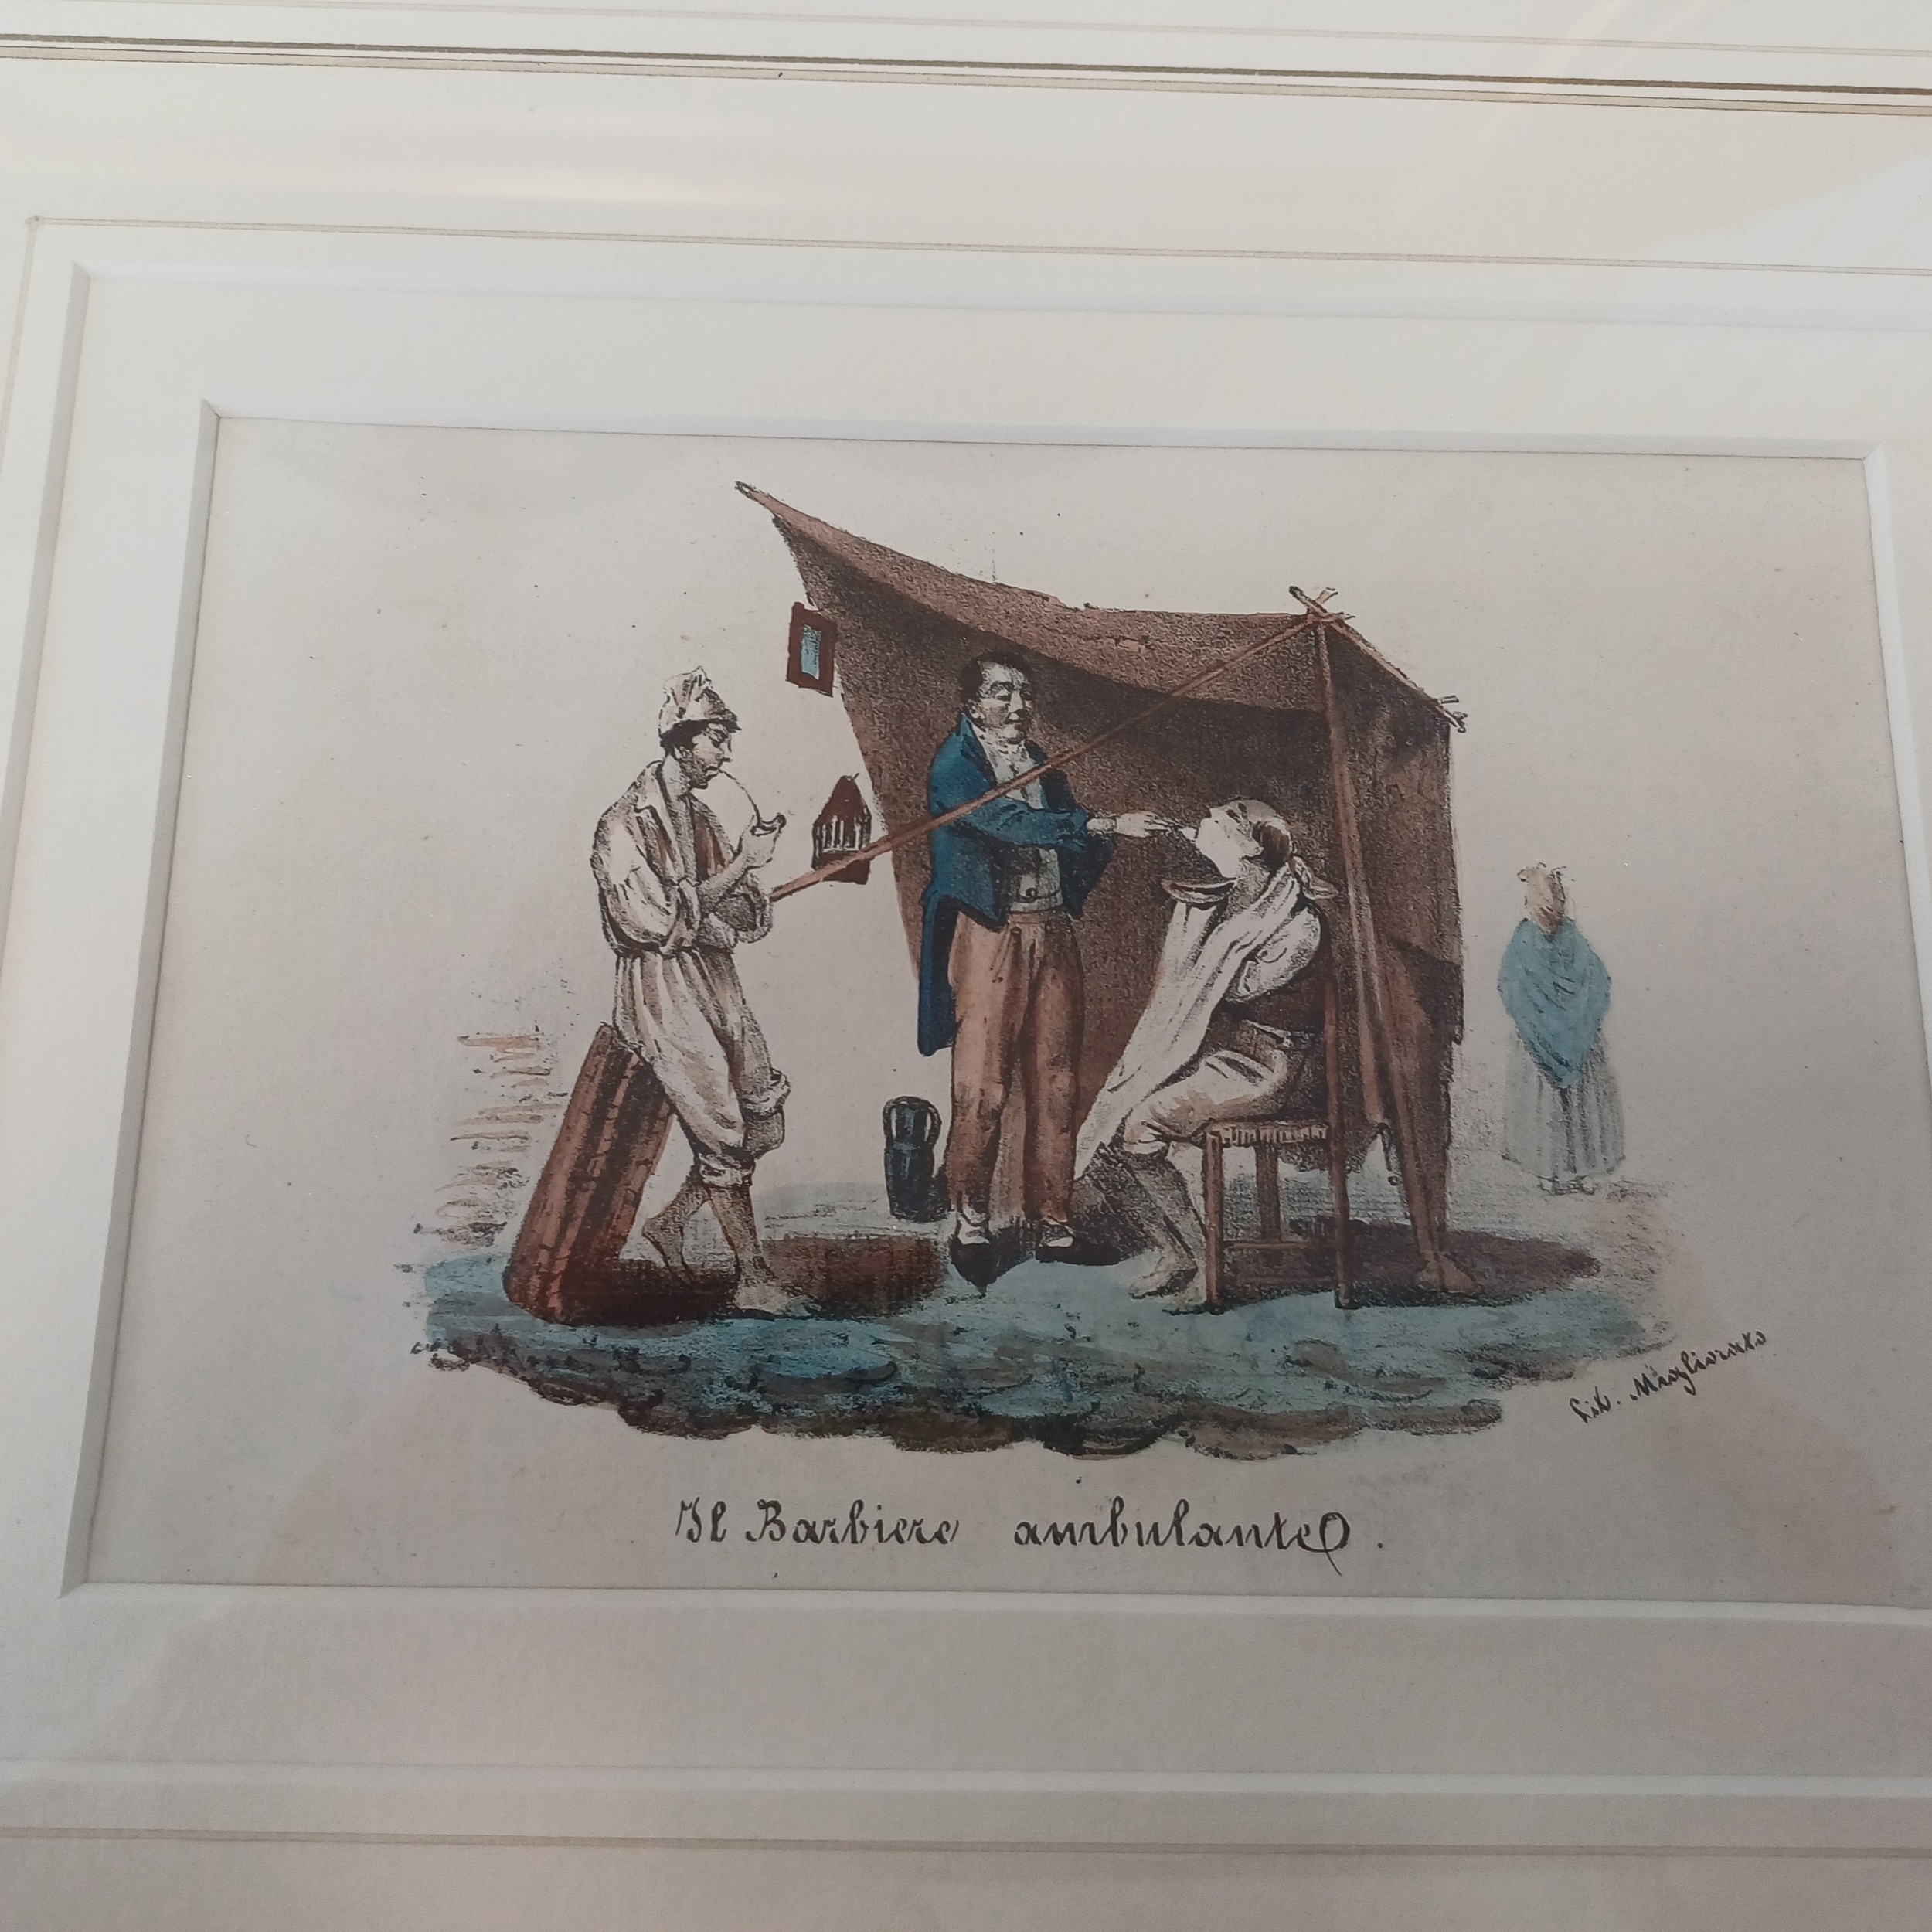 Lit. Migliorato
Il Barbiere ambulante.